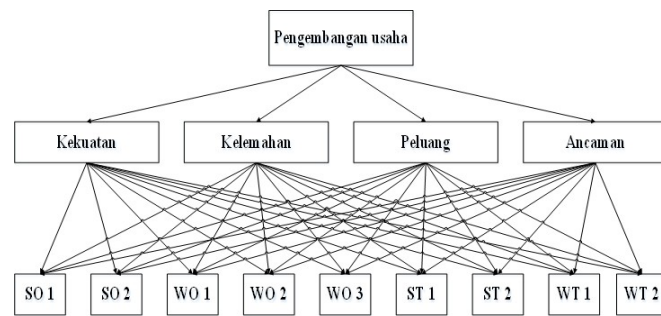 Pengembangan usaha
Kekuatan
Kelemahan
Peluang
Ancaman
SO 1
SO 2
WO 1
WO 2
WO 3
ST 1
ST 2
WT 1
WT 2